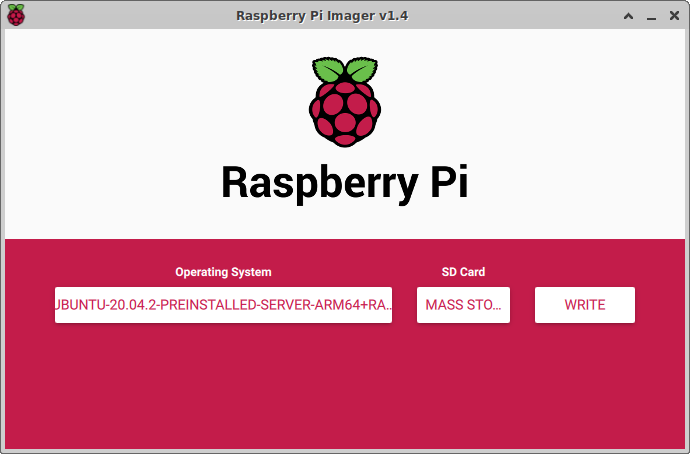 Raspberry Pi Imager v1.4
Raspberry Pi
Operating System
SD Card
UBUNTU-20.04.2-PREINSTALLED-SERVER-ARM64+RA...
MASS STO...
WRITE